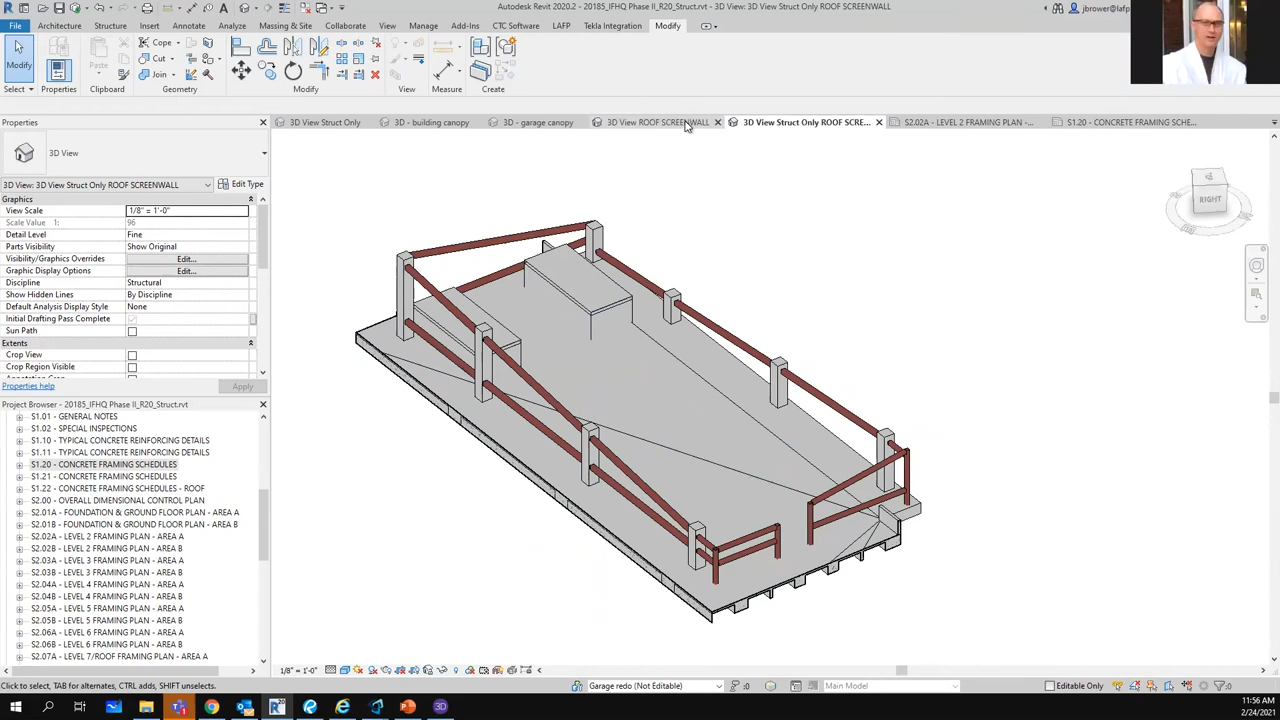 Autodesk Revit 2020.2 - 20185_IFHQ Phase II_R20_Struct.rvt - 3D View: 3D View Struct Only ROOF SCREENWALL
jbrower@lafp
File Architecture Structure Steel Systems Insert Annotate Analyze Massing & Site Collaborate View Manage Add-Ins CTC Software LAFP Tekla Integration Modify
Modify Paste Cope Cut Join
Select Properties Clipboard Geometry Modify View Measure Create
Properties
3D View Struct Only 3D - building canopy 3D - garage canopy 3D View ROOF SCREENWALL 3D View Struct Only ROOF SCRE... S2.02A - LEVEL 2 FRAMING PLAN -... S1.20 - CONCRETE FRAMING SCHE...
3D View
3D View: 3D View Struct Only ROOF SCREENWALL Edit Type
Graphics
View Scale 1/8" = 1'-0"
Scale Value 1: 96
Detail Level Fine
Parts Visibility Show Original
Visibility/Graphics Overrides Edit...
Graphic Display Options Edit...
Discipline Structural
Show Hidden Lines By Discipline
Default Analysis Display Style None
Initial Drafting Pass Complete
Sun Path
Extents
Crop View
Crop Region Visible
Properties help Apply
RIGHT
Project Browser - 20185_IFHQ Phase II_R20_Struct.rvt
S1.01 - GENERAL NOTES
S1.02 - SPECIAL INSPECTIONS
S1.10 - TYPICAL CONCRETE REINFORCING DETAILS
S1.11 - TYPICAL CONCRETE REINFORCING DETAILS
S1.20 - CONCRETE FRAMING SCHEDULES
S1.21 - CONCRETE FRAMING SCHEDULES
S1.22 - CONCRETE FRAMING SCHEDULES - ROOF
S2.00 - OVERALL DIMENSIONAL CONTROL PLAN
S2.01A - FOUNDATION & GROUND FLOOR PLAN - AREA A
S2.01B - FOUNDATION & GROUND FLOOR PLAN - AREA B
S2.02A - LEVEL 2 FRAMING PLAN - AREA A
S2.02B - LEVEL 2 FRAMING PLAN - AREA B
S2.03A - LEVEL 3 FRAMING PLAN - AREA A
S2.03B - LEVEL 3 FRAMING PLAN - AREA B
S2.04A - LEVEL 4 FRAMING PLAN - AREA A
S2.04B - LEVEL 4 FRAMING PLAN - AREA B
S2.05A - LEVEL 5 FRAMING PLAN - AREA A
S2.05B - LEVEL 5 FRAMING PLAN - AREA B
S2.06A - LEVEL 6 FRAMING PLAN - AREA A
S2.06B - LEVEL 6 FRAMING PLAN - AREA B
S2.07A - LEVEL 7/ROOF FRAMING PLAN - AREA A
1/8" = 1'-0"
Click to select, TAB for alternates, CTRL adds, SHIFT unselects. Garage redo (Not Editable) :0 Main Model Editable Only :0
11:56 AM
2/24/2021